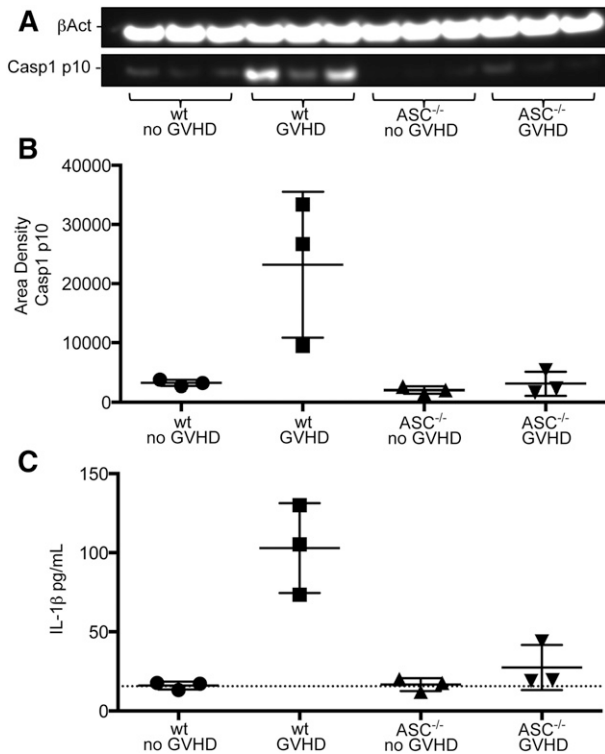 A
βAct -
Casp1 p10 -
wt
no GVHD
wt
GVHD
ASC-/-
no GVHD
ASC-/-
GVHD
B
Area Density
Casp1 p10
40000
30000
20000
10000
0
wt
no GVHD
wt
GVHD
ASC-/-
no GVHD
ASC-/-
GVHD
C
IL-1β pg/mL
150
100
50
0
wt
no GVHD
wt
GVHD
ASC-/-
no GVHD
ASC-/-
GVHD